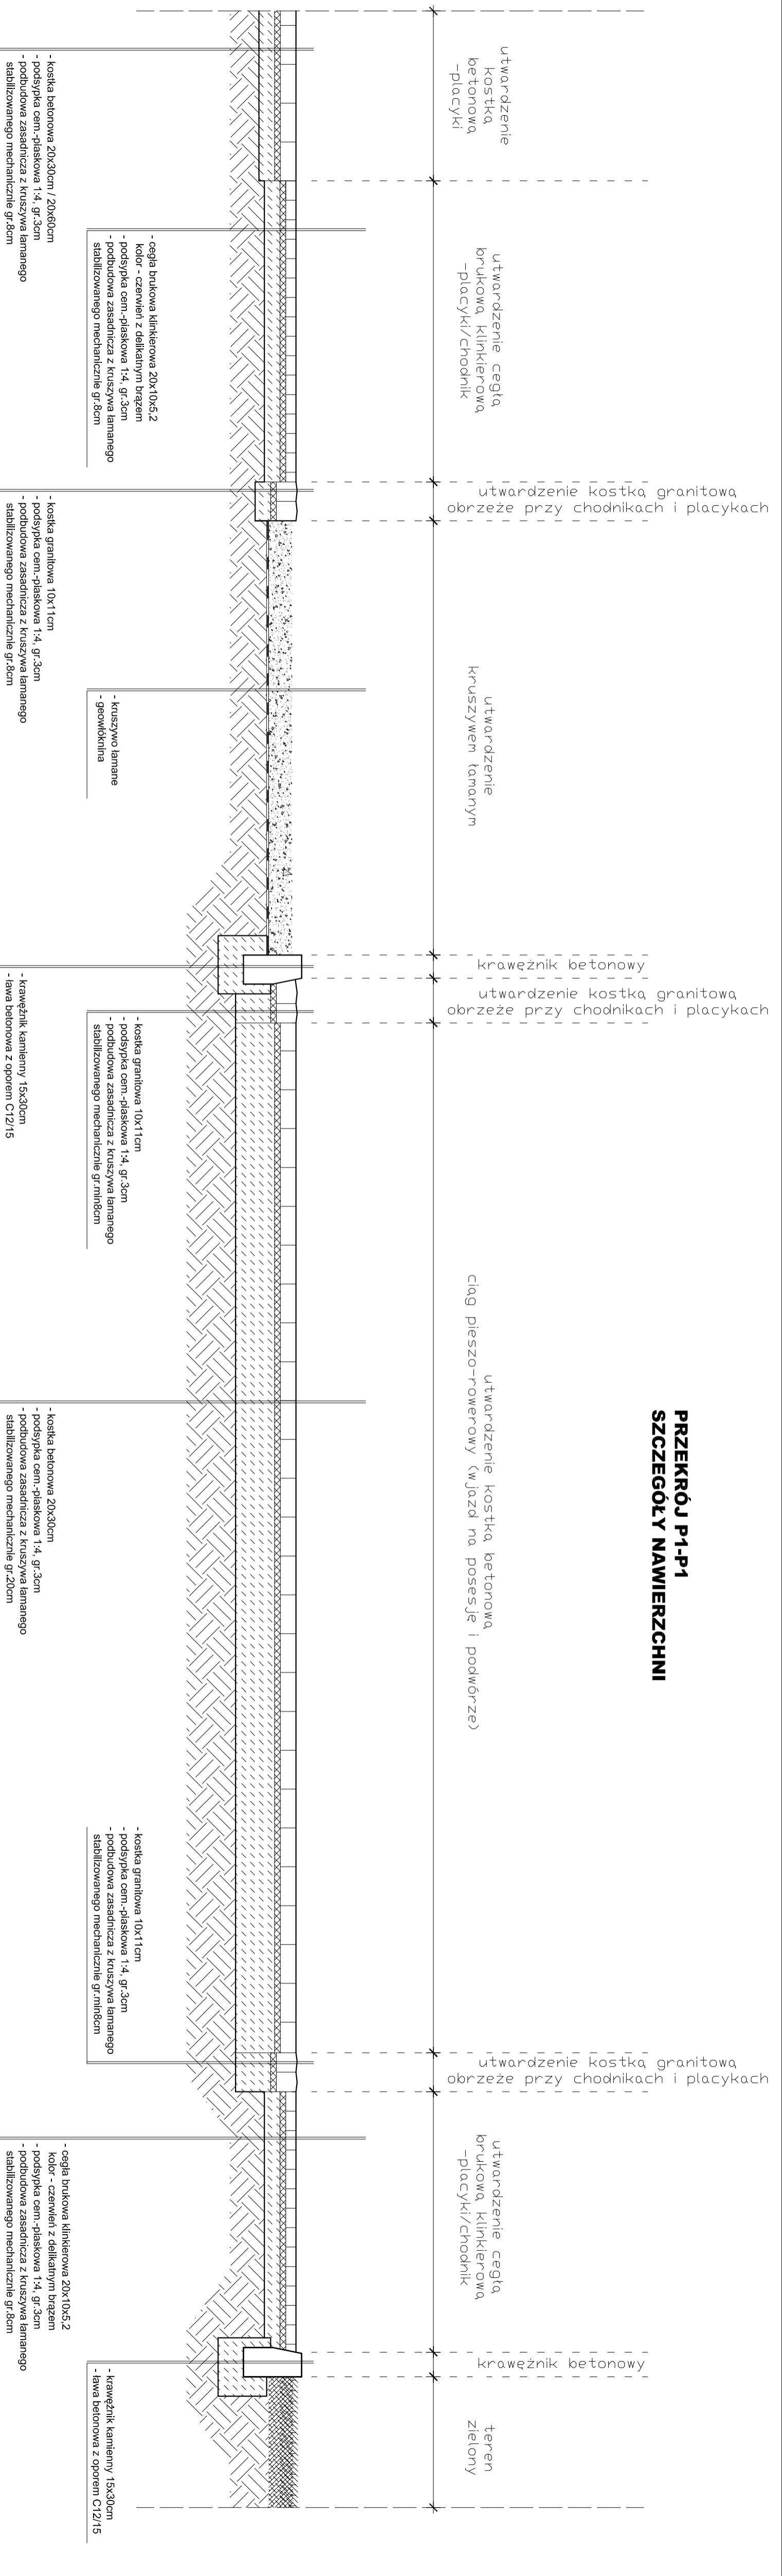 PRZEKRÓJ P1-P1
SZCZEGÓŁY NAWIERZCHNI
utwardzenie
kostką
betonową
-placyki
utwardzenie cegłą
brukową klinkierową
-placyki/chodnik
utwardzenie kostką granitową
obrzeże przy chodnikach i placykach
utwardzenie
kruszywem łamanym
krawężnik betonowy
utwardzenie kostką granitową
obrzeże przy chodnikach i placykach
utwardzenie kostką betonową
ciąg pieszo-rowerowy (wjazd na posesję i podwórze)
utwardzenie kostką granitową
obrzeże przy chodnikach i placykach
utwardzenie cegłą
brukową klinkierową
-placyki/chodnik
krawężnik betonowy
teren
zielony
- kostka betonowa 20x30cm / 20x60cm
- podsypka cem.-piaskowa 1:4, gr.3cm
- podbudowa zasadnicza z kruszywa łamanego
stabilizowanego mechanicznie gr.8cm
- cegła brukowa klinkierowa 20x10x5,2
kolor - czerwień z delikatnym brązem
- podsypka cem.-piaskowa 1:4, gr.3cm
- podbudowa zasadnicza z kruszywa łamanego
stabilizowanego mechanicznie gr.8cm
- kostka granitowa 10x11cm
- podsypka cem.-piaskowa 1:4, gr.3cm
- podbudowa zasadnicza z kruszywa łamanego
stabilizowanego mechanicznie gr.8cm
- kruszywo łamane
- geowłóknina
- krawężnik kamienny 15x30cm
- ława betonowa z oporem C12/15
- kostka granitowa 10x11cm
- podsypka cem.-piaskowa 1:4, gr.3cm
- podbudowa zasadnicza z kruszywa łamanego
stabilizowanego mechanicznie gr.min8cm
- kostka betonowa 20x30cm
- podsypka cem.-piaskowa 1:4, gr.3cm
- podbudowa zasadnicza z kruszywa łamanego
stabilizowanego mechanicznie gr.20cm
- kostka granitowa 10x11cm
- podsypka cem.-piaskowa 1:4, gr.3cm
- podbudowa zasadnicza z kruszywa łamanego
stabilizowanego mechanicznie gr.min8cm
- cegła brukowa klinkierowa 20x10x5,2
kolor - czerwień z delikatnym brązem
- podsypka cem.-piaskowa 1:4, gr.3cm
- podbudowa zasadnicza z kruszywa łamanego
stabilizowanego mechanicznie gr.8cm
- krawężnik kamienny 15x30cm
- ława betonowa z oporem C12/15